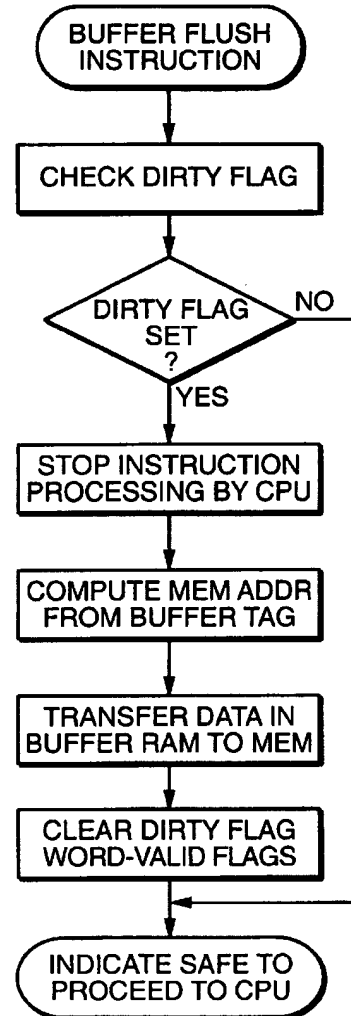 BUFFER FLUSH
INSTRUCTION
CHECK DIRTY FLAG
DIRTY FLAG
SET
?
NO
YES
STOP INSTRUCTION
PROCESSING BY CPU
COMPUTE MEM ADDR
FROM BUFFER TAG
TRANSFER DATA IN
BUFFER RAM TO MEM
CLEAR DIRTY FLAG
WORD-VALID FLAGS
INDICATE SAFE TO
PROCEED TO CPU